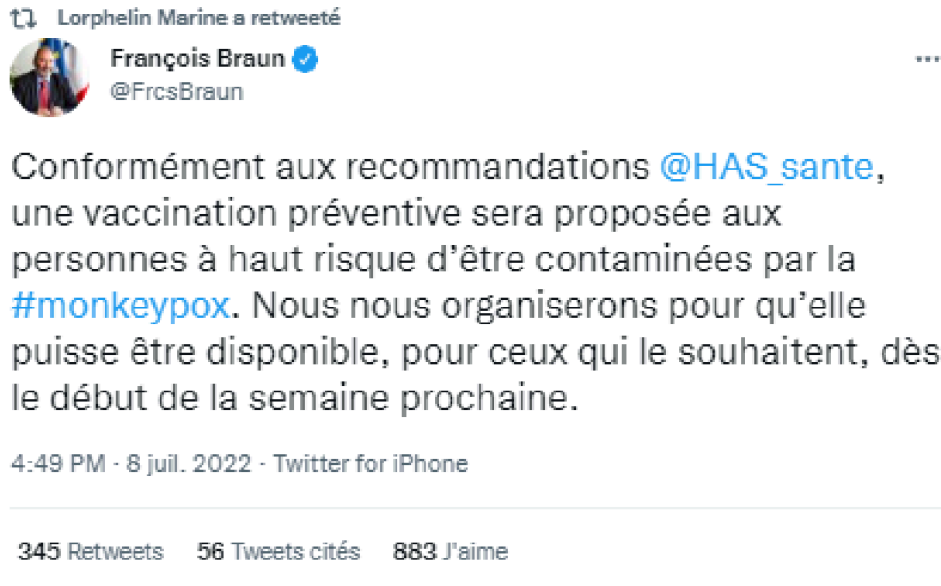 Lorphelin Marine a retweeté
François Braun
@FrcsBraun
Conformément aux recommandations @HAS_sante,
une vaccination préventive sera proposée aux
personnes à haut risque d'être contaminées par la
#monkeypox. Nous nous organiserons pour qu'elle
puisse être disponible, pour ceux qui le souhaitent, dès
le début de la semaine prochaine.
4:49 PM · 8 juil. 2022 · Twitter for iPhone
345 Retweets 56 Tweets cités 883 J'aime